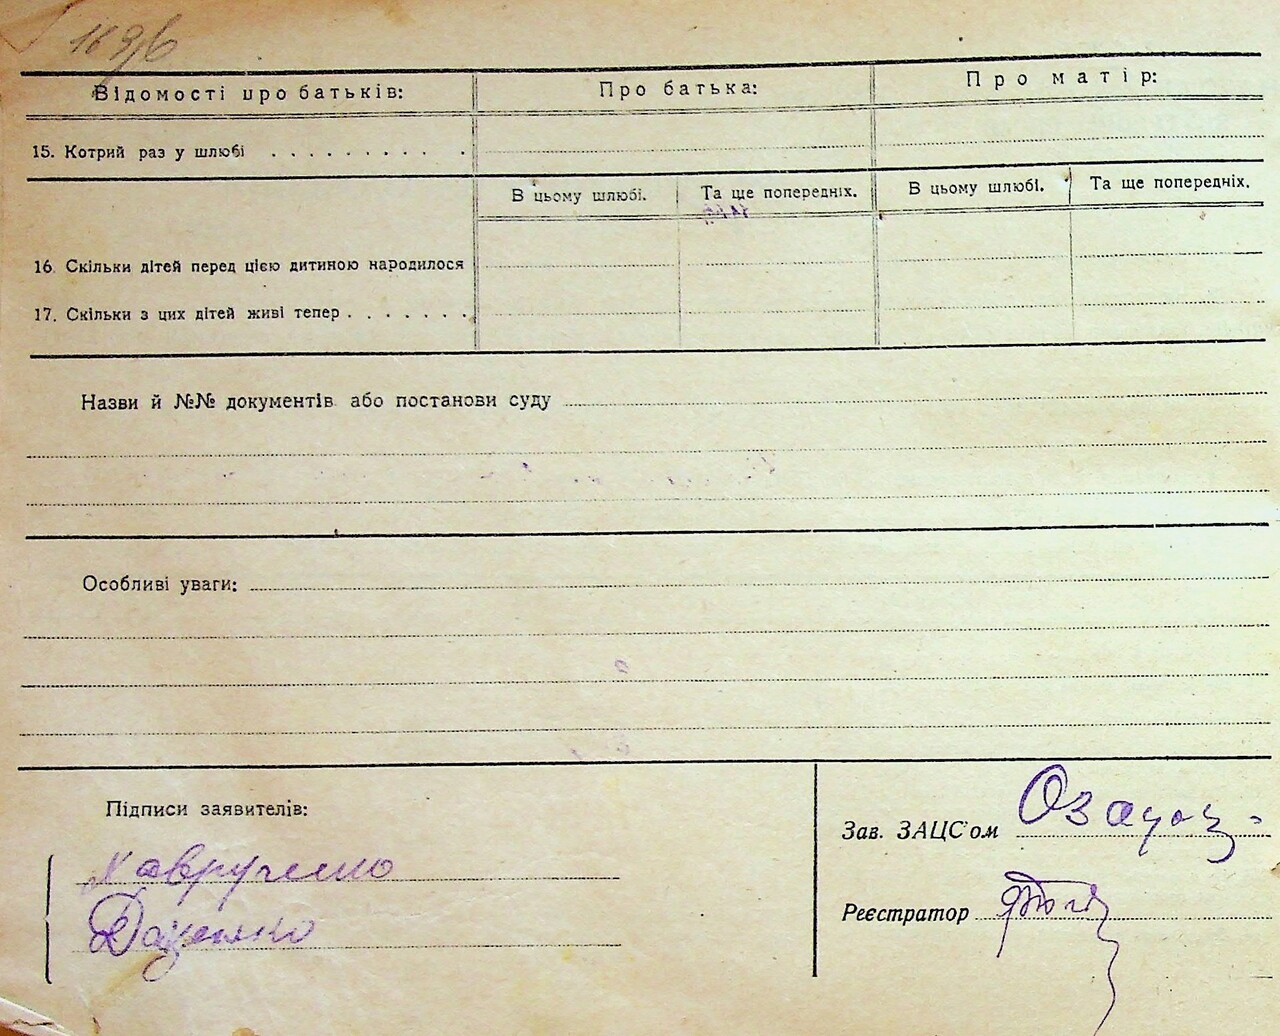 Відомості про батьків: Про батька: Про матір:
15. Котрий раз у шлюбі . . . . . . . . . .
В цьому шлюбі. Та ще попередніх. В цьому шлюбі. Та ще попередніх.
16. Скільки дітей перед цією дитиною народилося
17. Скільки з цих дітей живі тепер . . . . . . .
Назви й №№ документів або постанови суду
Особливі уваги:
Підписи заявителів:
Зав. ЗАЦС'ом
Даценко
Реєстратор